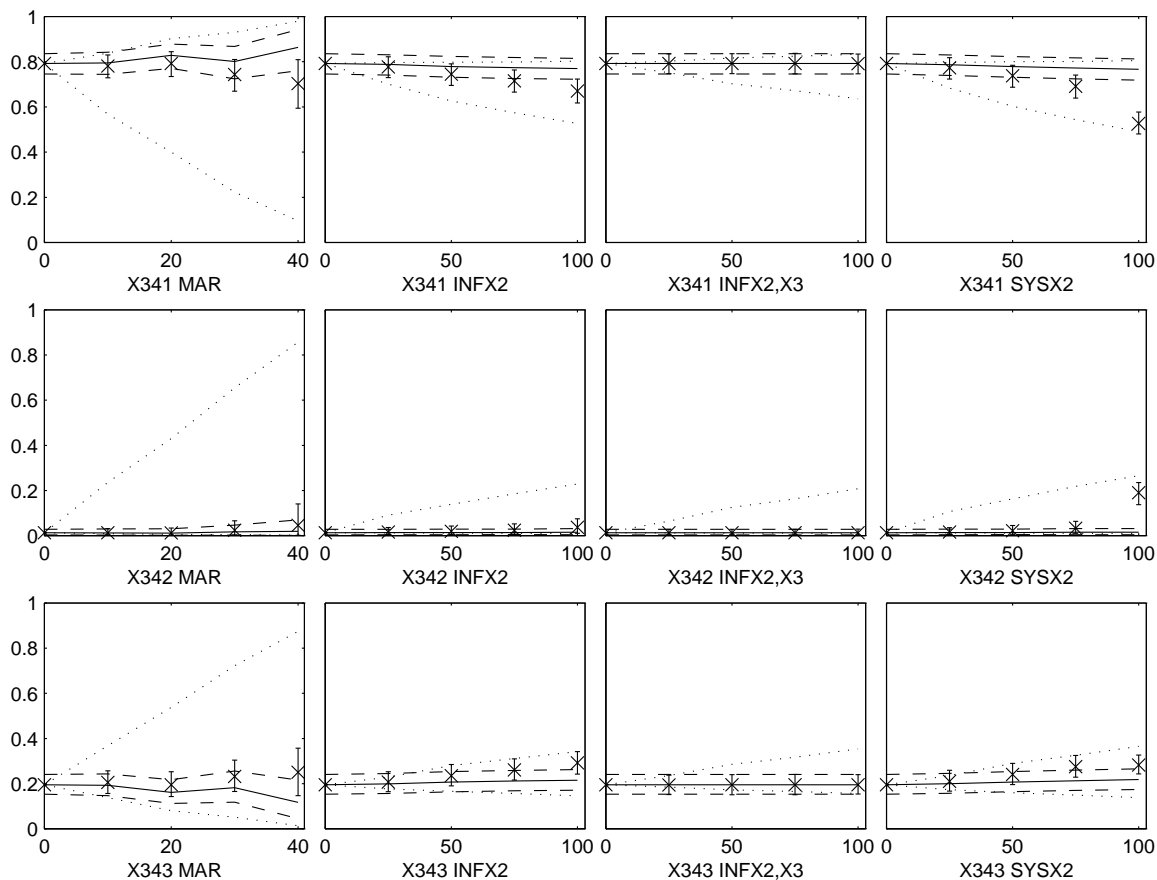 1
0.8
0.6
0.4
0.2
0
0 20 40
0 50 100
0 50 100
0 50 100
X341 MAR
X341 INFX2
X341 INFX2,X3
X341 SYSX2
1
0.8
0.6
0.4
0.2
0
0 20 40
0 50 100
0 50 100
0 50 100
X342 MAR
X342 INFX2
X342 INFX2,X3
X342 SYSX2
1
0.8
0.6
0.4
0.2
0
0 20 40
0 50 100
0 50 100
0 50 100
X343 MAR
X343 INFX2
X343 INFX2,X3
X343 SYSX2